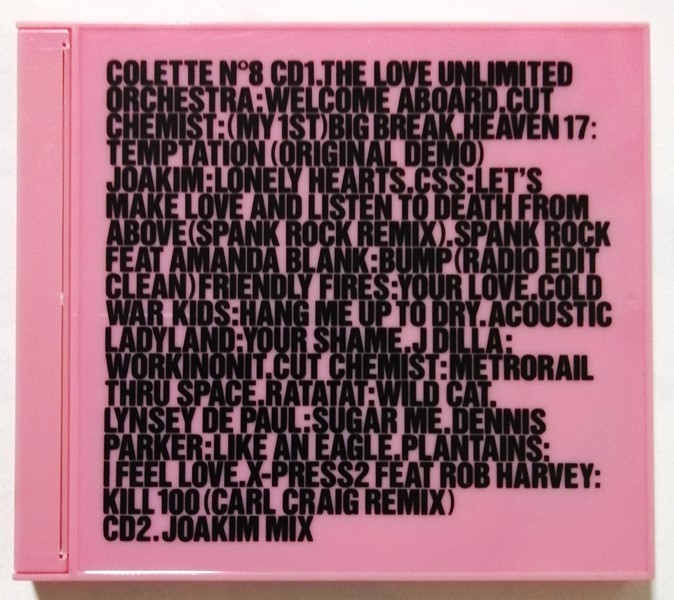 COLETTE N°8 CD1.THE LOVE UNLIMITED
ORCHESTRA:WELCOME ABOARD.CUT
CHEMIST:(MY 1ST)BIG BREAK.HEAVEN 17:
TEMPTATION (ORIGINAL DEMO)
JOAKIM:LONELY HEARTS.CSS:LET'S
MAKE LOVE AND LISTEN TO DEATH FROM
ABOVE(SPANK ROCK REMIX).SPANK ROCK
FEAT AMANDA BLANK:BUMP(RADIO EDIT
CLEAN)FRIENDLY FIRES:YOUR LOVE.COLD
WAR KIDS:HANG ME UP TO DRY.ACOUSTIC
LADYLAND:YOUR SHAME.J DILLA:
WORKINONIT.CUT CHEMIST:METRORAIL
THRU SPACE.RATATAT:WILD CAT.
LYNSEY DE PAUL:SUGAR ME.DENNIS
PARKER:LIKE AN EAGLE.PLANTAINS:
I FEEL LOVE.X-PRESS2 FEAT ROB HARVEY:
KILL 100 (CARL CRAIG REMIX)
CD2.JOAKIM MIX